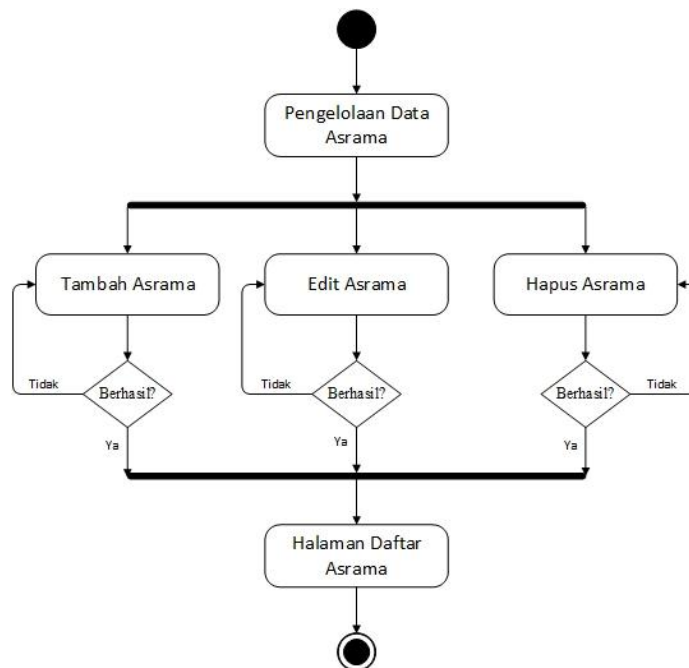 Pengelolaan Data
Asrama
Tambah Asrama
Edit Asrama
Hapus Asrama
Tidak
Berhasil?
Tidak
Berhasil?
Berhasil?
Tidak
Ya
Ya
Ya
Halaman Daftar
Asrama